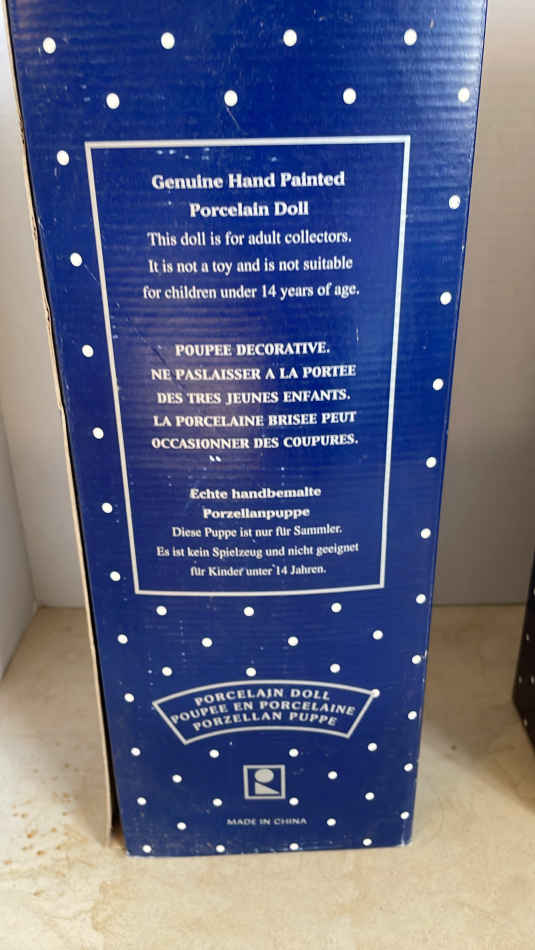 Genuine Hand Painted
Porcelain Doll
This doll is for adult collectors.
It is not a toy and is not suitable
for children under 14 years of age.
POUPEE DECORATIVE.
NE PASLAISSER A LA PORTEE
DES TRES JEUNES ENFANTS.
LA PORCELAINE BRISEE PEUT
OCCASIONNER DES COUPURES.
Echte handbemalte
Porzellanpuppe
Diese Puppe ist nur für Sammler.
Es ist kein Spielzeug und nicht geeignet
für Kinder unter 14 Jahren.
PORCELAIN DOLL
POUPEE EN PORCELAINE
PORZELLAN PUPPE
MADE IN CHINA